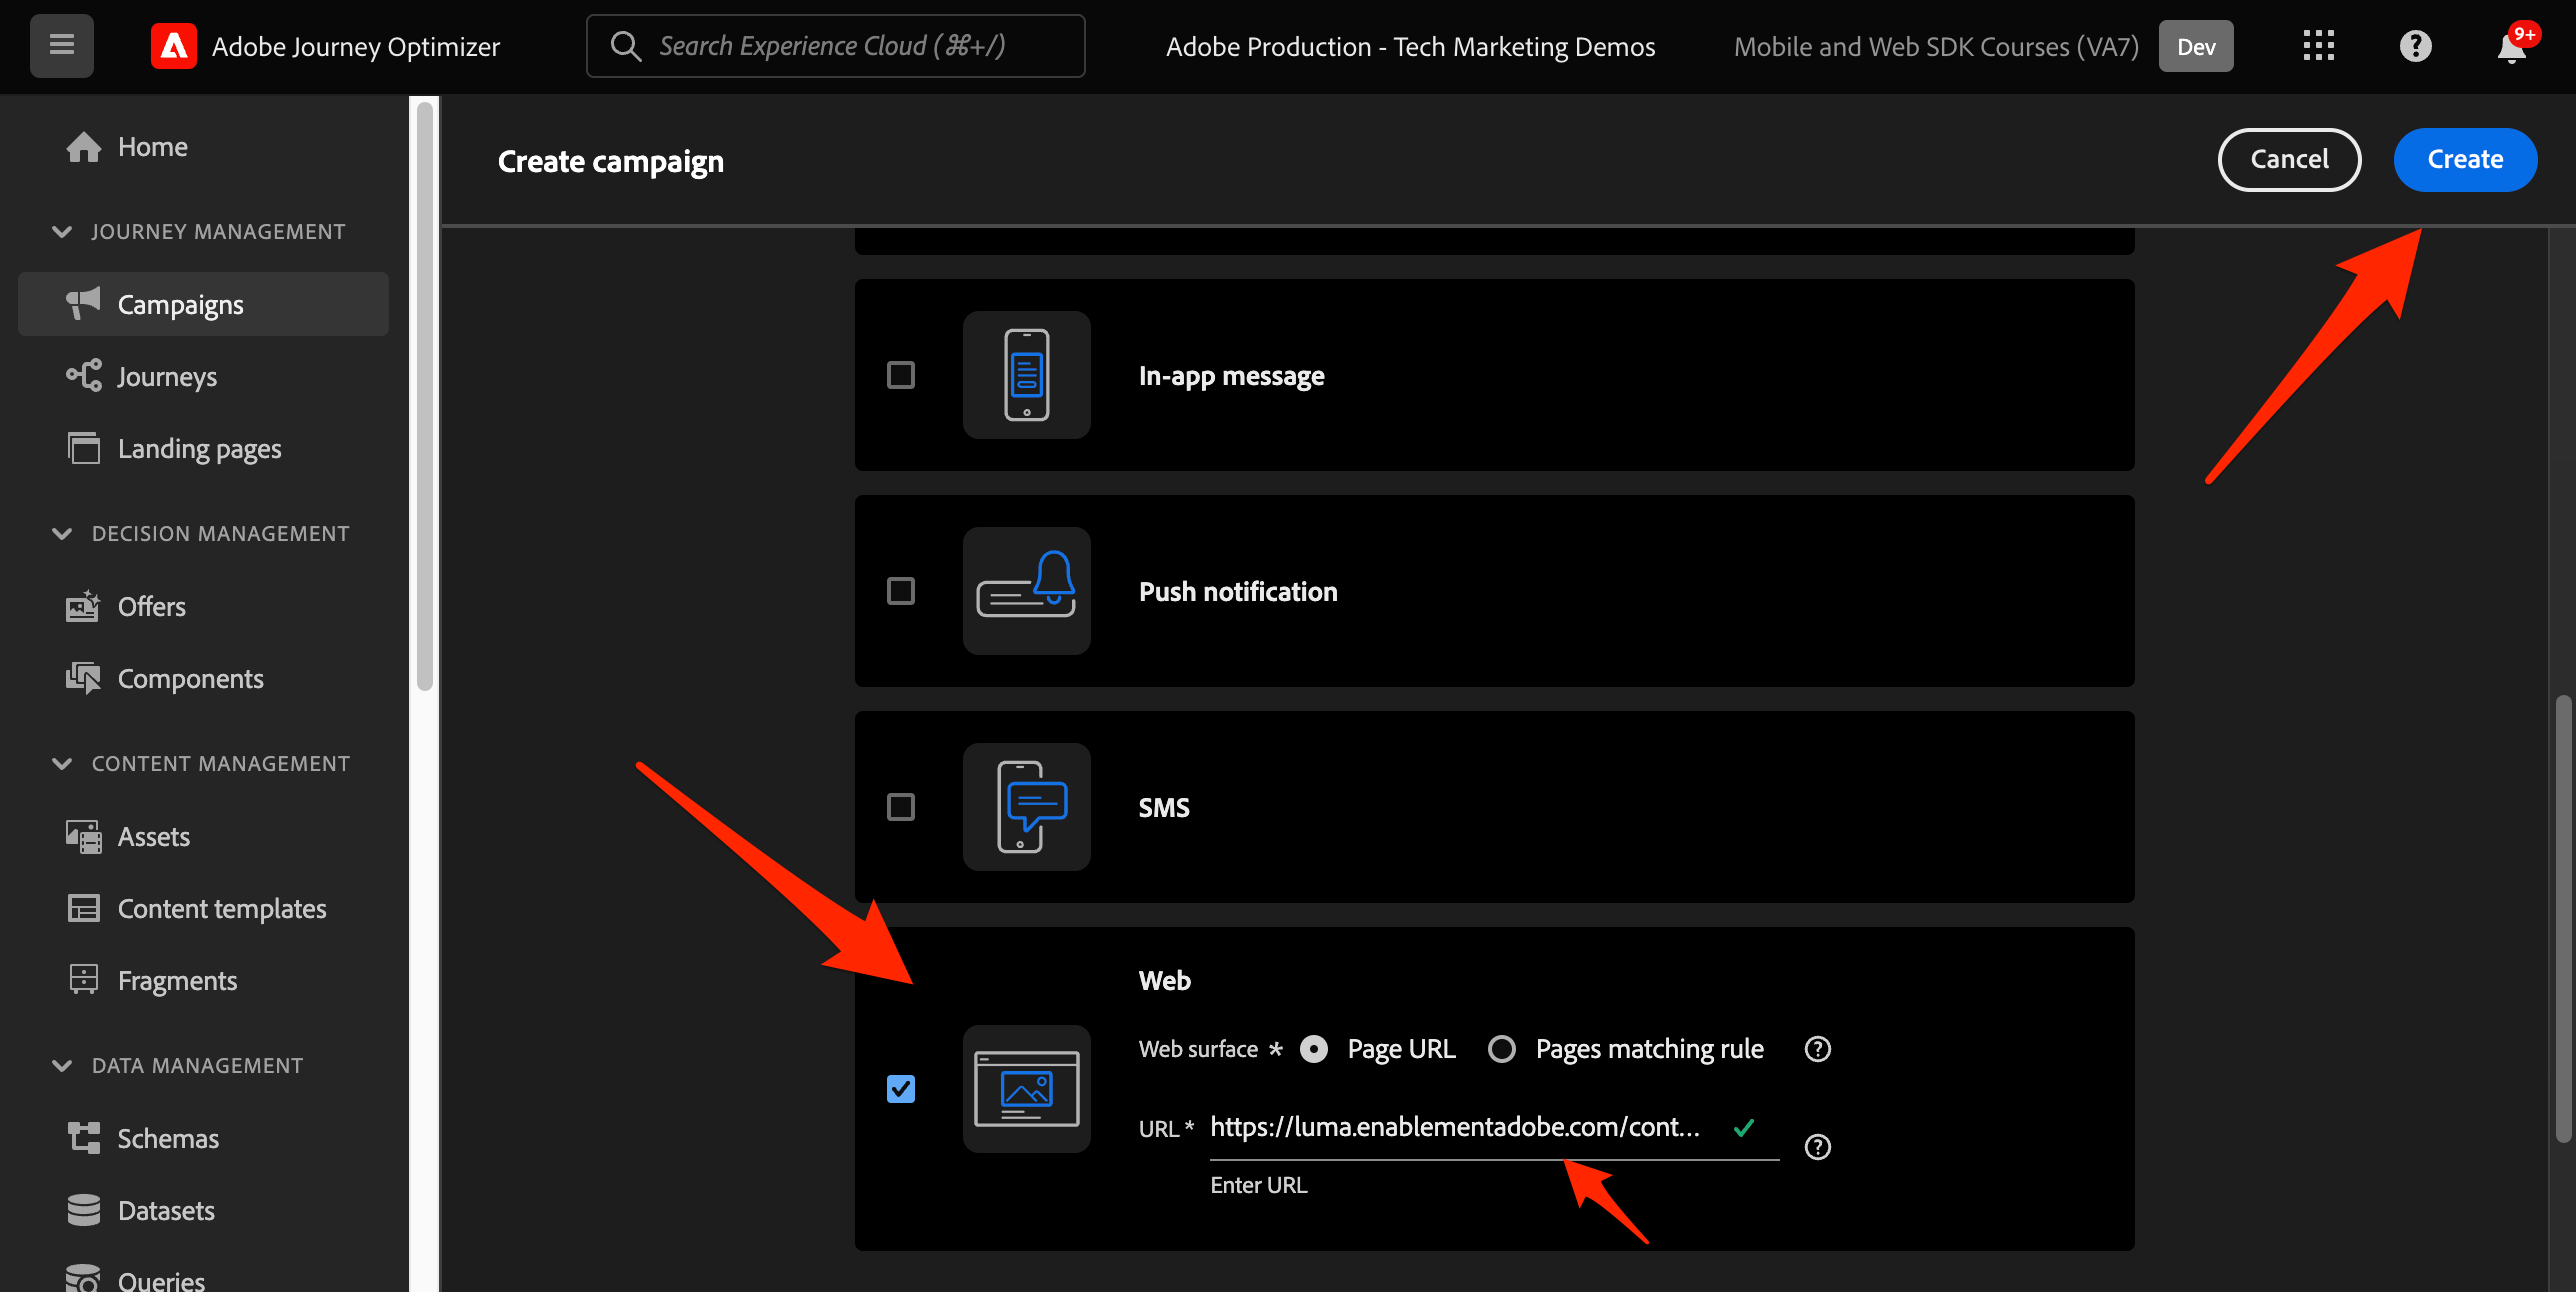 Adobe Journey Optimizer
Search Experience Cloud (⌘+/)
Adobe Production - Tech Marketing Demos
Mobile and Web SDK Courses (VA7)
Dev
9+
Home
JOURNEY MANAGEMENT
Campaigns
Journeys
Landing pages
DECISION MANAGEMENT
Offers
Components
CONTENT MANAGEMENT
Assets
Content templates
Fragments
DATA MANAGEMENT
Schemas
Datasets
Queries
Create campaign
Cancel
Create
In-app message
Push notification
SMS
Web
Web surface * Page URL Pages matching rule
URL * https://luma.enablementadobe.com/cont...
Enter URL